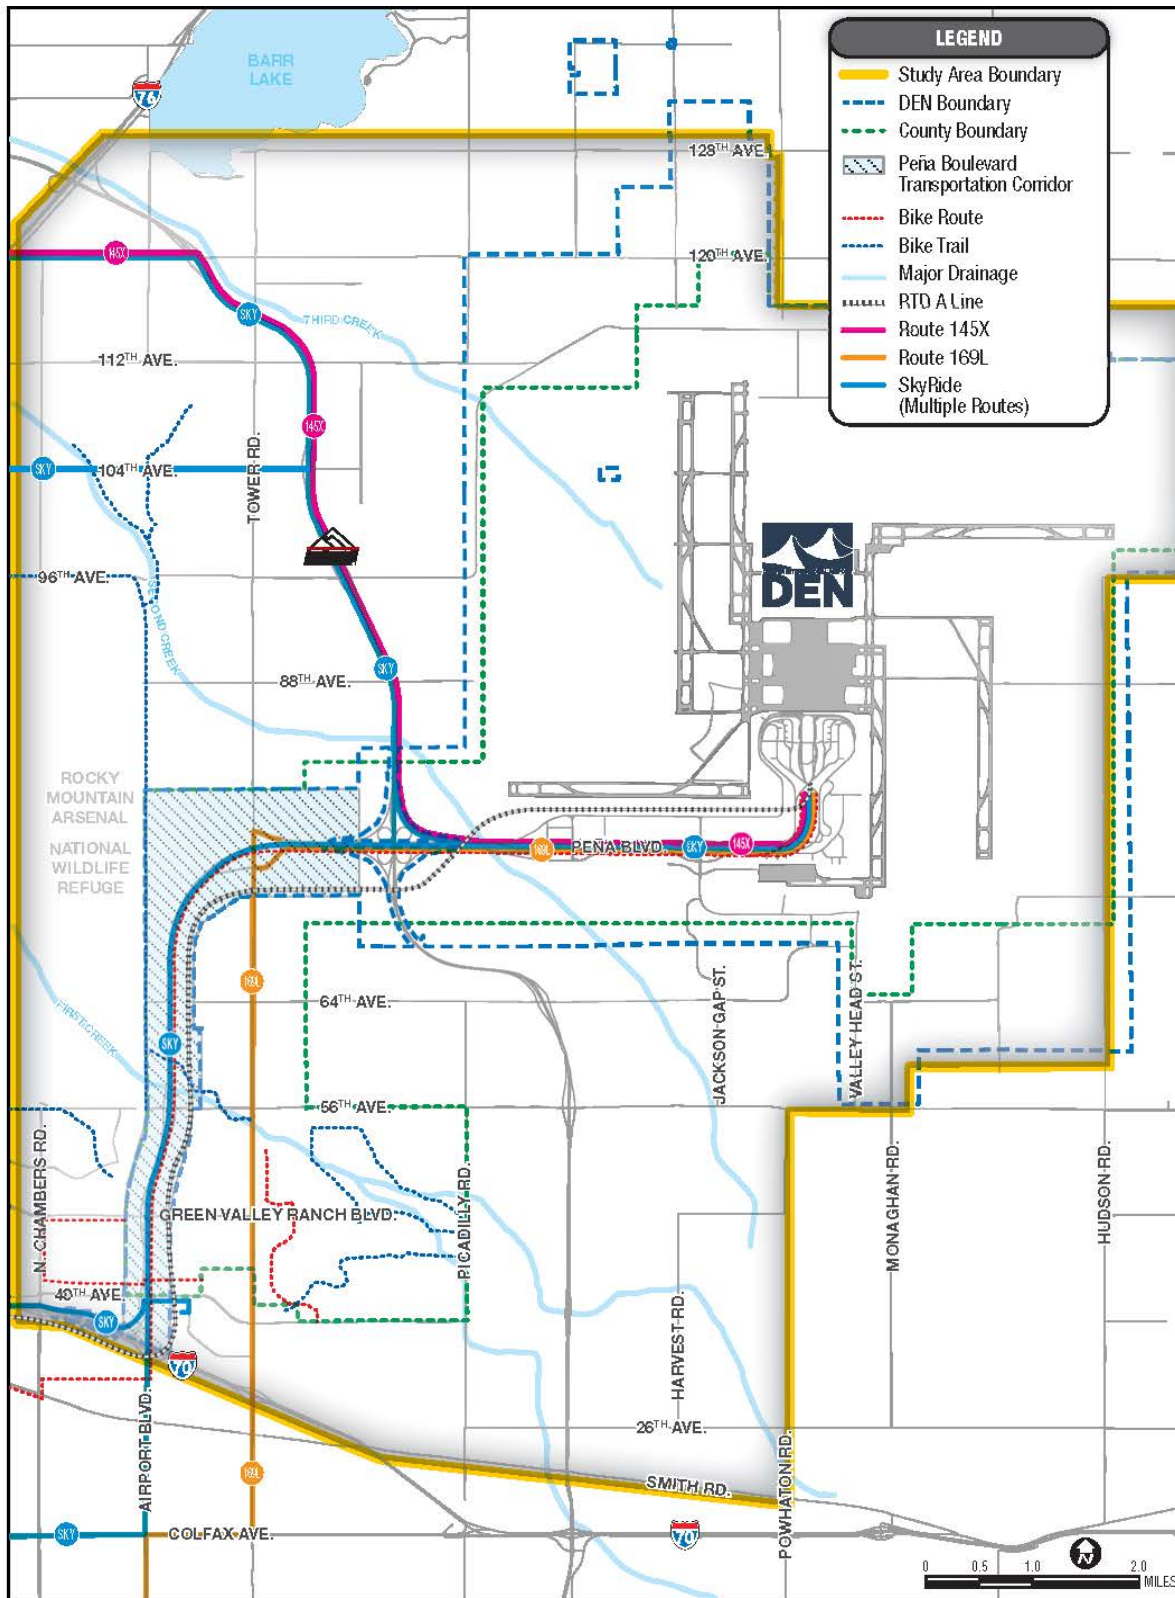 LEGEND
Study Area Boundary
DEN Boundary
County Boundary
Peña Boulevard
Transportation Corridor
Bike Route
Bike Trail
Major Drainage
RTD A Line
Route 145X
Route 169L
SkyRide
(Multiple Routes)
BARR
LAKE
76
128TH AVE.
120TH AVE.
145X
SKY
THIRD CREEK
112TH AVE.
145X
TOWER RD.
SKY
104TH AVE.
DEN
96TH AVE.
SECOND CREEK
SKY
88TH AVE.
ROCKY
MOUNTAIN
ARSENAL
NATIONAL
WILDLIFE
REFUGE
169L
PEÑA BLVD.
SKY
145X
169L
64TH AVE.
JACKSON GAP ST.
VALLEY HEAD ST.
FIRST CREEK
SKY
56TH AVE.
N. CHAMBERS RD.
GREEN VALLEY RANCH BLVD.
PICADILLY RD.
MONAGHAN RD.
HUDSON RD.
40TH AVE.
SKY
70
HARVEST RD.
AIRPORT BLVD.
26TH AVE.
169L
SMITH RD.
POWHATON RD.
SKY
COLFAX AVE.
70
N
0 0.5 1.0 2.0
MILES